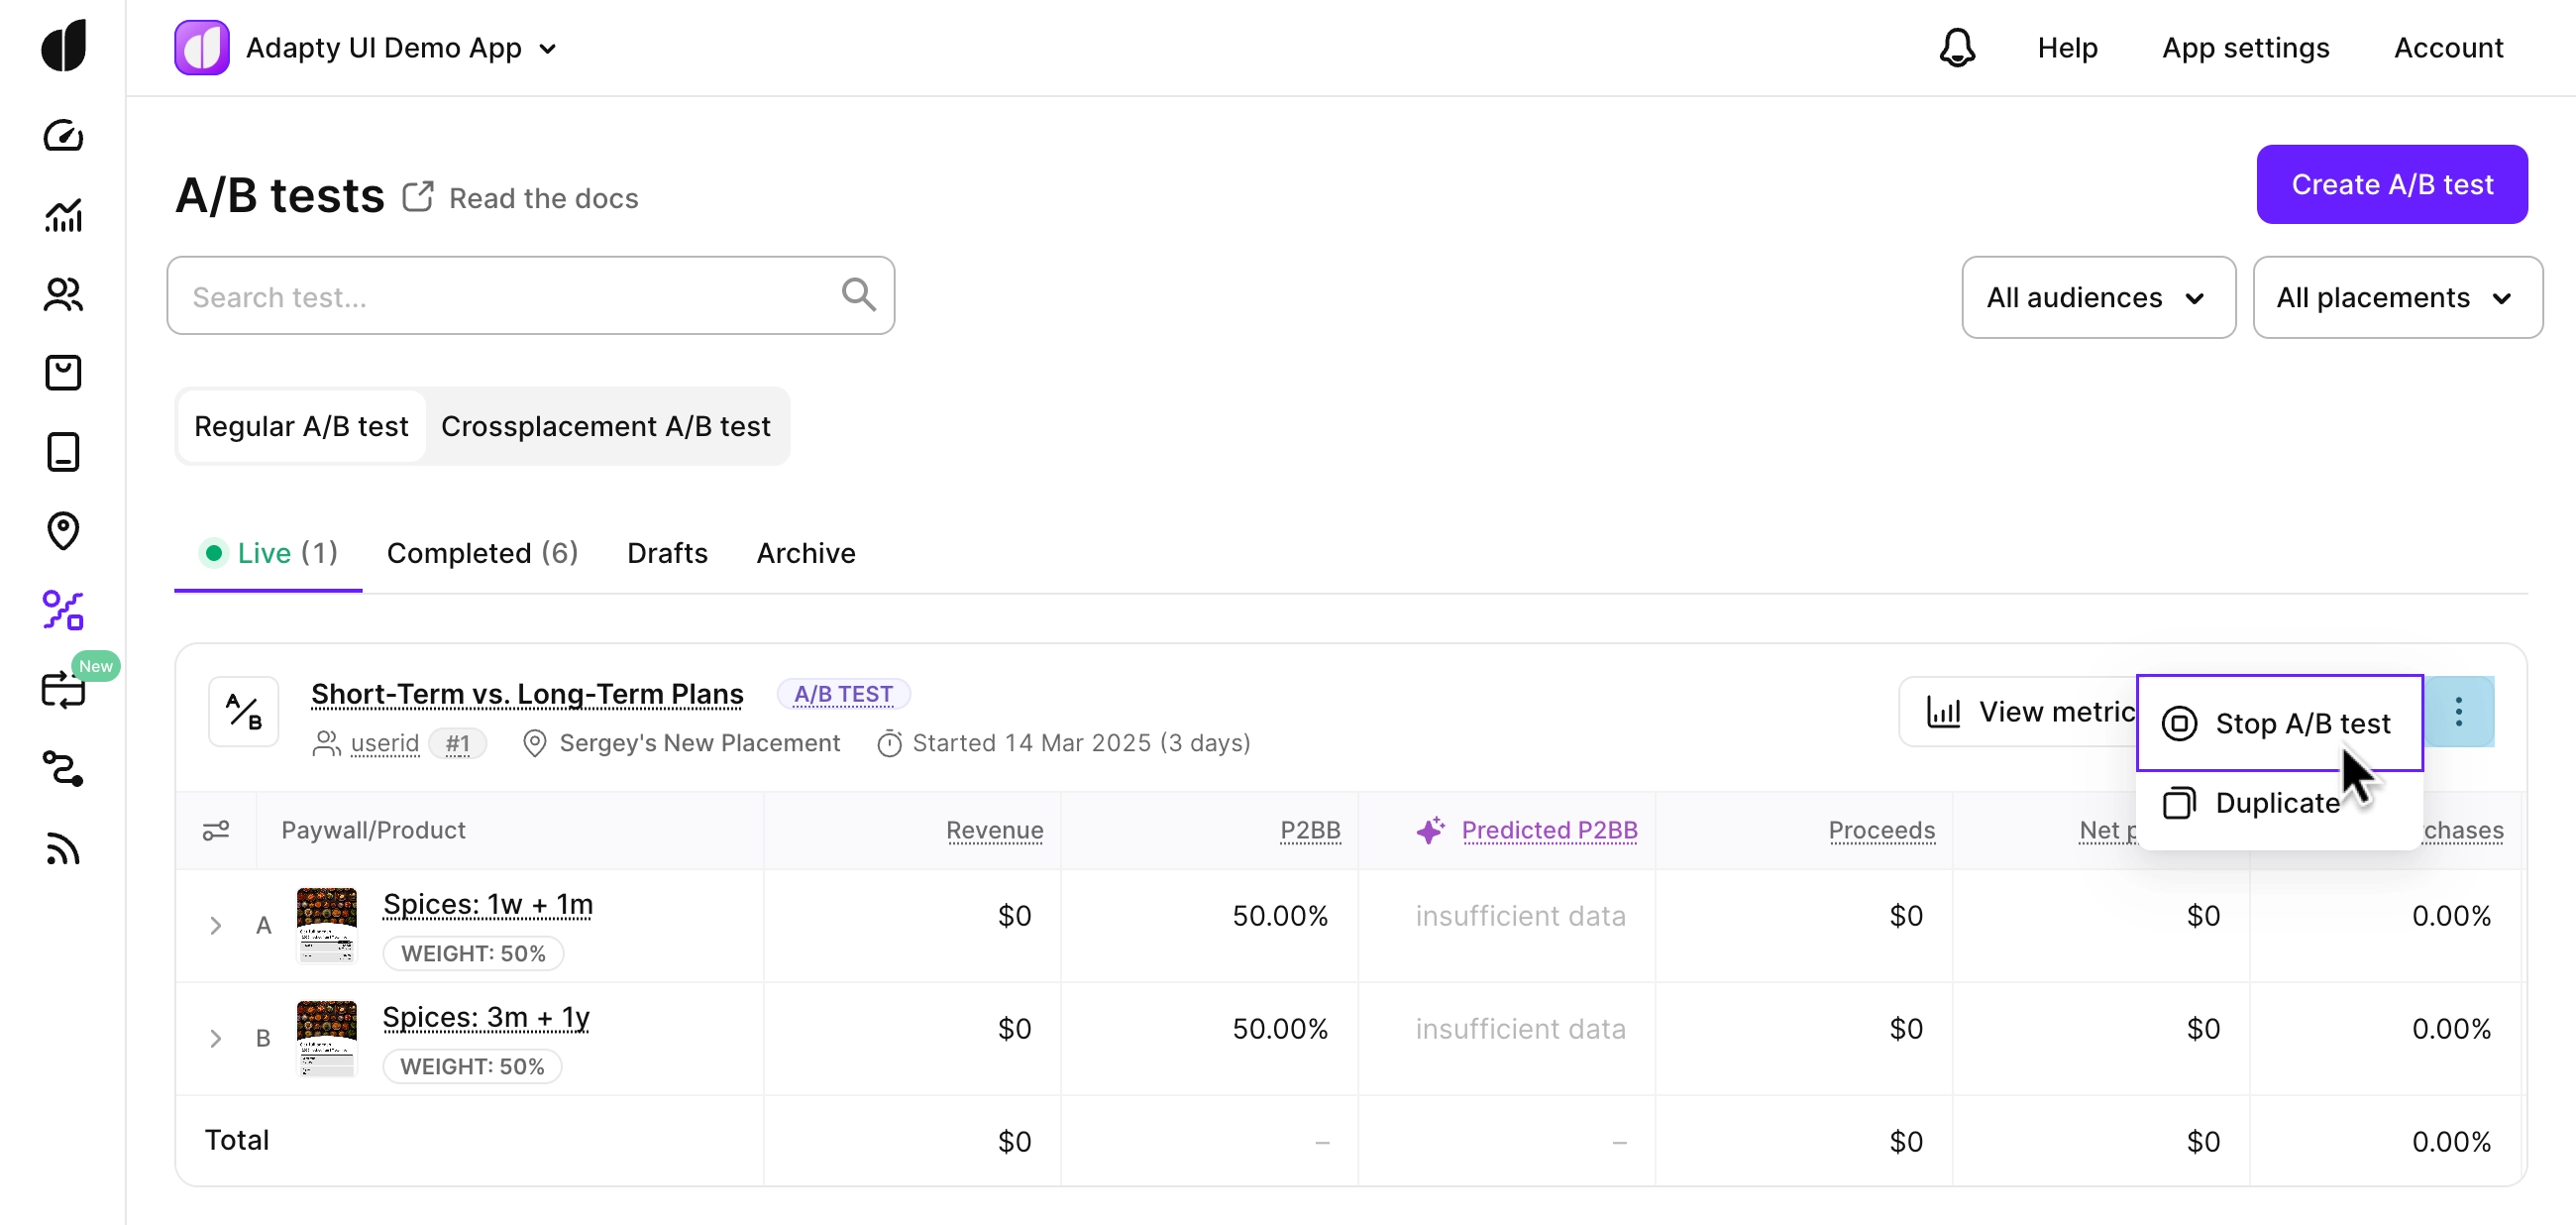 Adapty UI Demo App
Help
App settings
Account
A/B tests
Read the docs
Create A/B test
Search test...
All audiences
All placements
Regular A/B test
Crossplacement A/B test
Live (1)
Completed (6)
Drafts
Archive
New
A/B
Short-Term vs. Long-Term Plans
A/B TEST
userid #1
Sergey's New Placement
Started 14 Mar 2025 (3 days)
View metric
Stop A/B test
Duplicate
Paywall/Product
Revenue
P2BB
Predicted P2BB
Proceeds
Net p
chases
A
Spices: 1w + 1m
WEIGHT: 50%
$0
50.00%
insufficient data
$0
$0
0.00%
B
Spices: 3m + 1y
WEIGHT: 50%
$0
50.00%
insufficient data
$0
$0
0.00%
Total
$0
–
–
$0
$0
0.00%